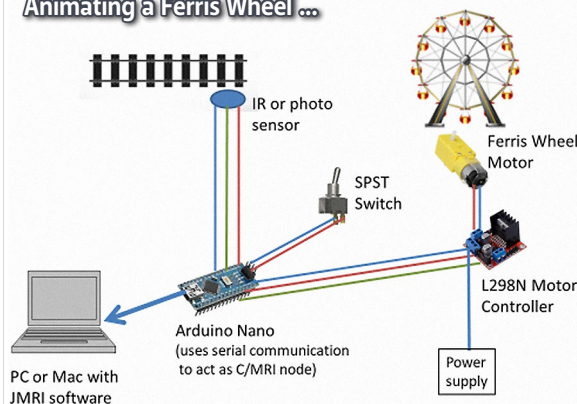 Animating a Ferris Wheel ...
IR or photo
sensor
Ferris Wheel
Motor
SPST
Switch
L298N Motor
Controller
Arduino Nano
(uses serial communication
to act as C/MRI node)
Power
supply
PC or Mac with
JMRI software